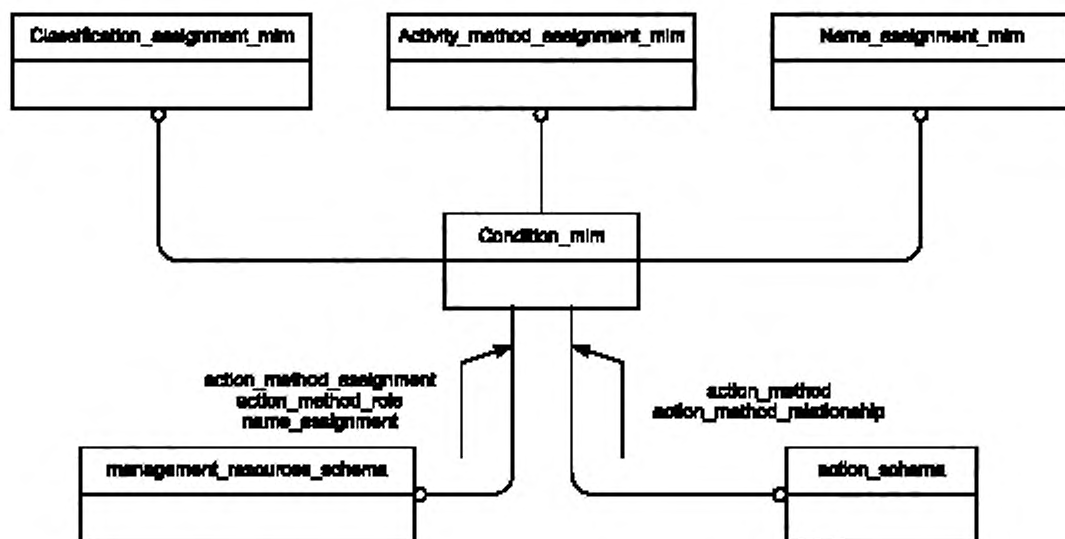 Classification_assignment_mim
Activity_method_assignment_mim
Name_assignment_mim
Condition_mim
action_method_assignment
action_method_role
name_assignment
action_method
action_method_relationship
management_resources_schema
action_schema